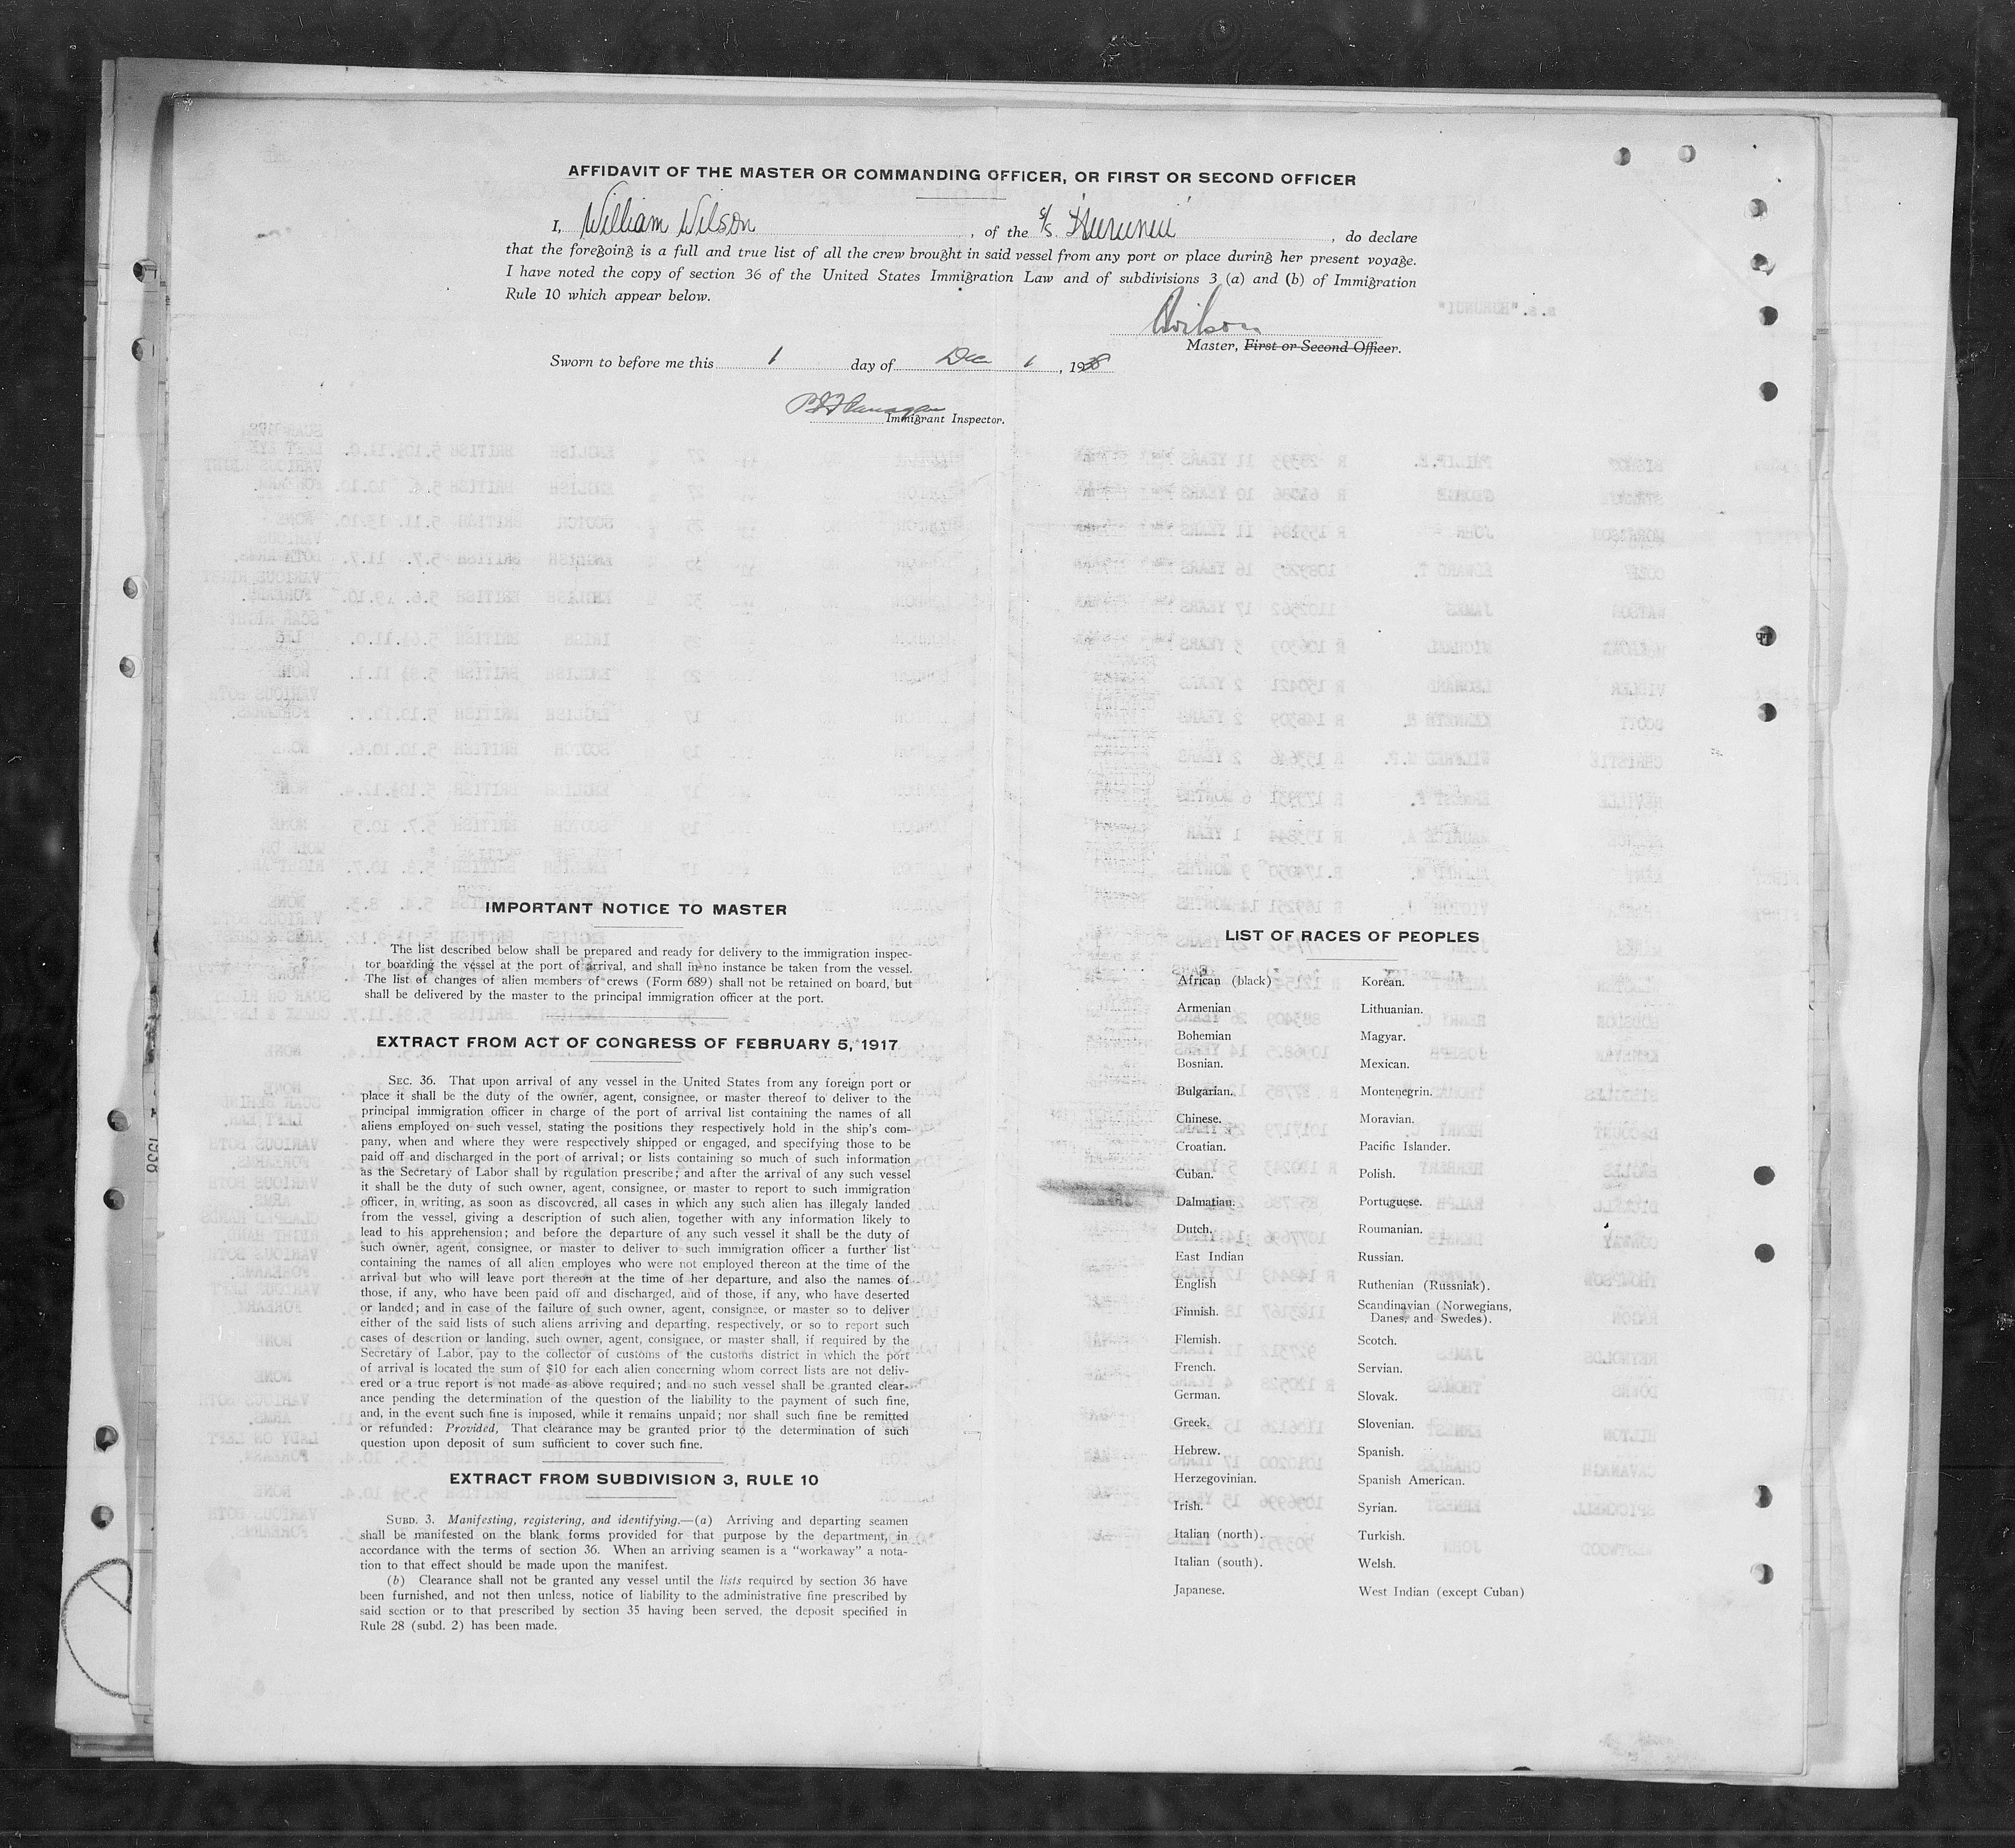 AFFIDAVIT OF THE MASTER OR COMMANDING OFFICER, OR FIRST OR SECOND OFFICER
I, William Wilson, of the S/S. "Hurunui", do declare
that the foregoing is a full and true list of all the crew brought in said vessel from any port or place during her present voyage.
I have noted the copy of section 36 of the United States Immigration Law and of subdivisions 3 (a) and (b) of Immigration
Rule 10 which appear below.
Wilson
Master, First or Second Officer.
Sworn to before me this 1 day of Dec 1, 1938
Immigrant Inspector.
IMPORTANT NOTICE TO MASTER
The list described below shall be prepared and ready for delivery to the immigration inspec-
tor boarding the vessel at the port of arrival, and shall in no instance be taken from the vessel.
The list of changes of alien members of crews (Form 689) shall not be retained on board, but
shall be delivered by the master to the principal immigration officer at the port.
EXTRACT FROM ACT OF CONGRESS OF FEBRUARY 5, 1917
SEC. 36. That upon arrival of any vessel in the United States from any foreign port or
place it shall be the duty of the owner, agent, consignee, or master thereof to deliver to the
principal immigration officer in charge of the port of arrival list containing the names of all
aliens employed on such vessel, stating the positions they respectively hold in the ship's com-
pany, when and where they were respectively shipped or engaged, and specifying those to be
paid off and discharged in the port of arrival; or lists containing so much of such information
as the Secretary of Labor shall by regulation prescribe; and after the arrival of any such vessel
it shall be the duty of such owner, agent, consignee, or master to report to such immigration
officer, in writing, as soon as discovered, all cases in which any such alien has illegaly landed
from the vessel, giving a description of such alien, together with any information likely to
lead to his apprehension; and before the departure of any such vessel it shall be the duty of
such owner, agent, consignee, or master to deliver to such immigration officer a further list
containing the names of all alien employes who were not employed thereon at the time of the
arrival but who will leave port thereon at the time of her departure, and also the names of
those, if any, who have been paid off and discharged, and of those, if any, who have deserted
or landed; and in case of the failure of such owner, agent, consignee, or master so to deliver
either of the said lists of such aliens arriving and departing, respectively, or so to report such
cases of desertion or landing, such owner, agent, consignee, or master shall, if required by the
Secretary of Labor, pay to the collector of customs of the customs district in which the port
of arrival is located the sum of $10 for each alien concerning whom correct lists are not deliv-
ered or a true report is not made as above required; and no such vessel shall be granted clear-
ance pending the determination of the question of the liability to the payment of such fine,
and, in the event such fine is imposed, while it remains unpaid; nor shall such fine be remitted
or refunded: Provided, That clearance may be granted prior to the determination of such
question upon deposit of sum sufficient to cover such fine.
EXTRACT FROM SUBDIVISION 3, RULE 10
SUBD. 3. Manifesting, registering, and identifying.—(a) Arriving and departing seamen
shall be manifested on the blank forms provided for that purpose by the department, in
accordance with the terms of section 36. When an arriving seamen is a "workaway" a nota-
tion to that effect should be made upon the manifest.
(b) Clearance shall not be granted any vessel until the lists required by section 36 have
been furnished, and not then unless, notice of liability to the administrative fine prescribed by
said section or to that prescribed by section 35 having been served, the deposit specified in
Rule 28 (subd. 2) has been made.
LIST OF RACES OF PEOPLES
African (black)
Armenian
Bohemian
Bosnian.
Bulgarian.
Chinese.
Croatian.
Cuban.
Dalmatian.
Dutch.
East Indian
English
Finnish.
Flemish.
French.
German.
Greek.
Hebrew.
Herzegovinian.
Irish.
Italian (north).
Italian (south).
Japanese.
Korean.
Lithuanian.
Magyar.
Mexican.
Montenegrin.
Moravian.
Pacific Islander.
Polish.
Portuguese.
Roumanian.
Russian.
Ruthenian (Russniak).
Scandinavian (Norwegians,
Danes, and Swedes).
Scotch.
Servian.
Slovak.
Slovenian.
Spanish.
Spanish American.
Syrian.
Turkish.
Welsh.
West Indian (except Cuban)